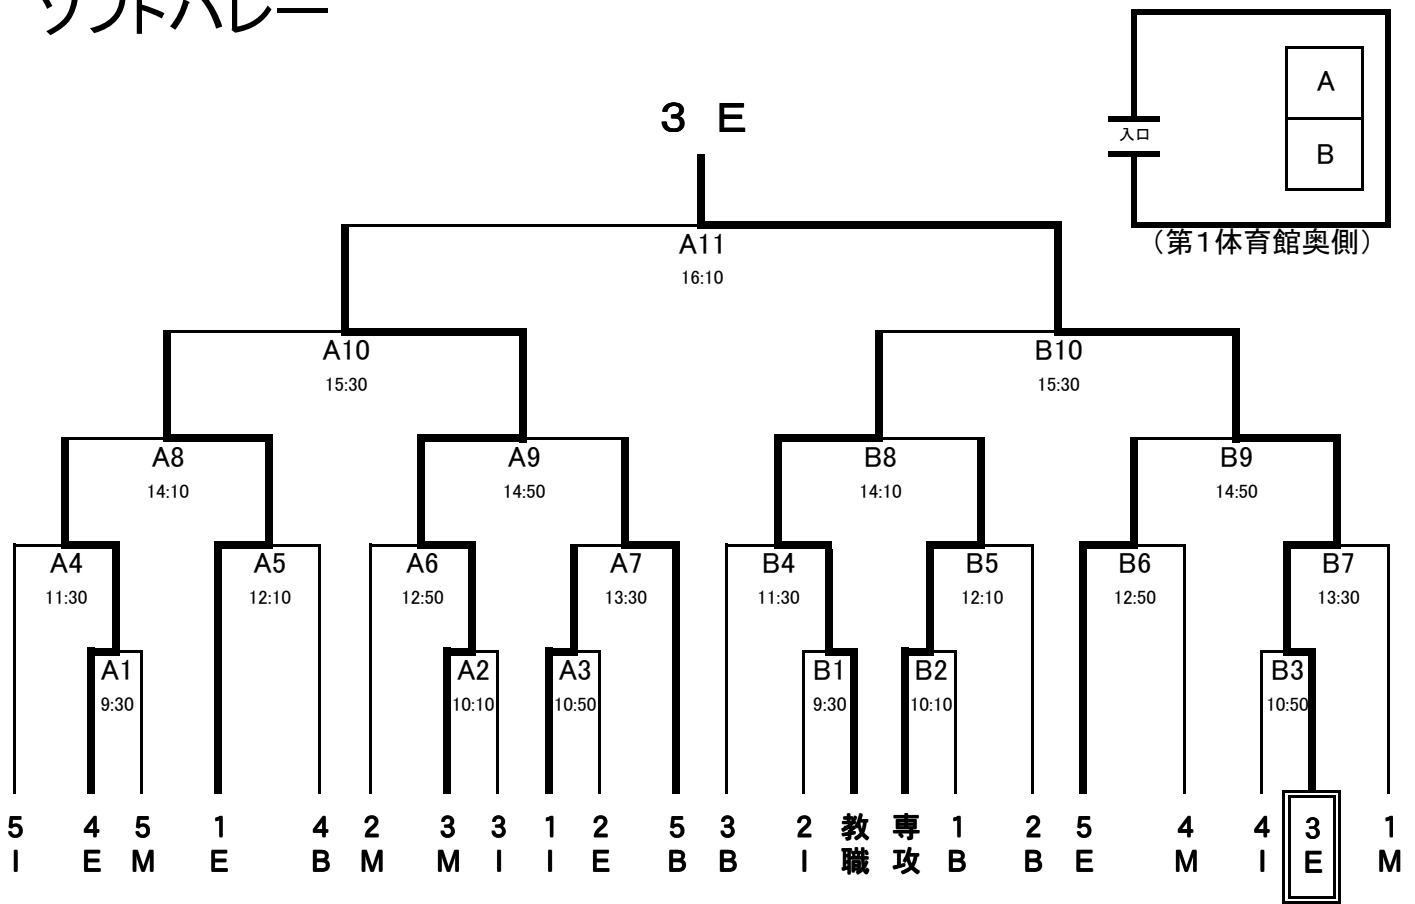 ソフトバレー
3 E
A
入口
B
（第1体育館奥側）
A11
16:10
A10 B10
15:30 15:30
A8 A9 B8 B9
14:10 14:50 14:10 14:50
A4 A5 A6 A7 B4 B5 B6 B7
11:30 12:10 12:50 13:30 11:30 12:10 12:50 13:30
A1 A2 A3 B1 B2 B3
9:30 10:10 10:50 9:30 10:10 10:50
5 4 5 1 4 2 3 3 1 2 5 3 2 教 専 1 2 5 4 4 3 1
I E M E B M M I I E B B I 職 攻 B B E M I E M